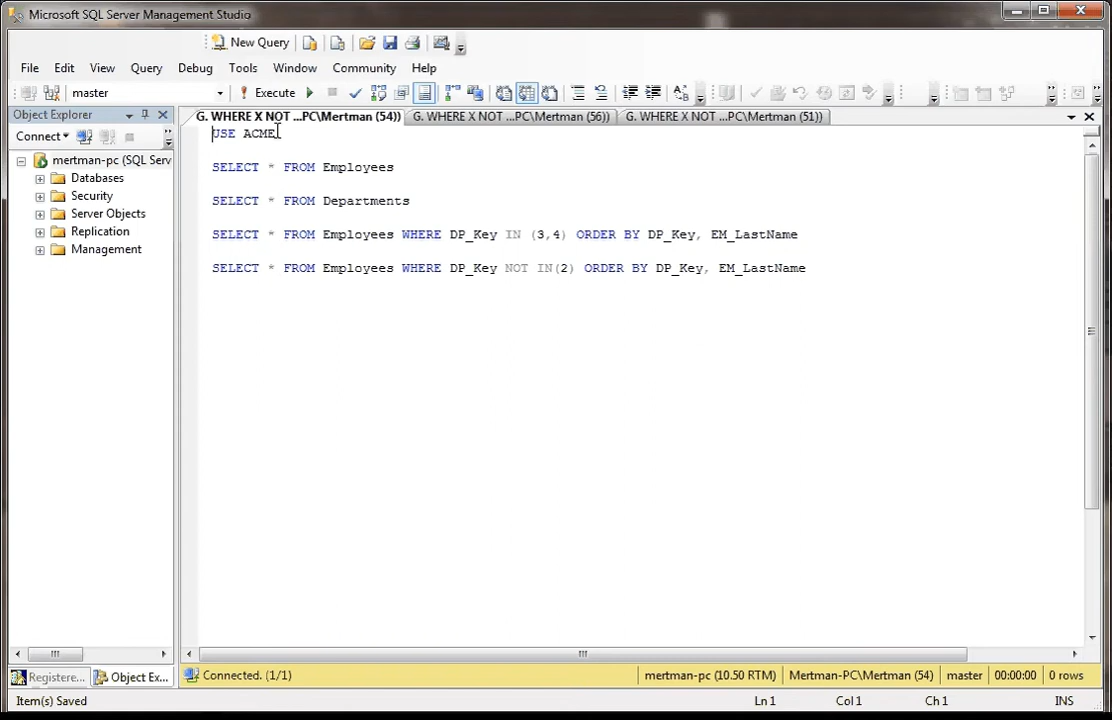 Microsoft SQL Server Management Studio
New Query
File Edit View Query Debug Tools Window Community Help
master Execute
Object Explorer
G. WHERE X NOT ...PC\Mertman (54)) G. WHERE X NOT ...PC\Mertman (56)) G. WHERE X NOT ...PC\Mertman (51))
Connect
USE ACME
mertman-pc (SQL Serv
SELECT * FROM Employees
Databases
Security
SELECT * FROM Departments
Server Objects
Replication
SELECT * FROM Employees WHERE DP_Key IN (3,4) ORDER BY DP_Key, EM_LastName
Management
SELECT * FROM Employees WHERE DP_Key NOT IN(2) ORDER BY DP_Key, EM_LastName
Registere... Object Ex...
Connected. (1/1) mertman-pc (10.50 RTM) Mertman-PC\Mertman (54) master 00:00:00 0 rows
Item(s) Saved Ln 1 Col 1 Ch 1 INS